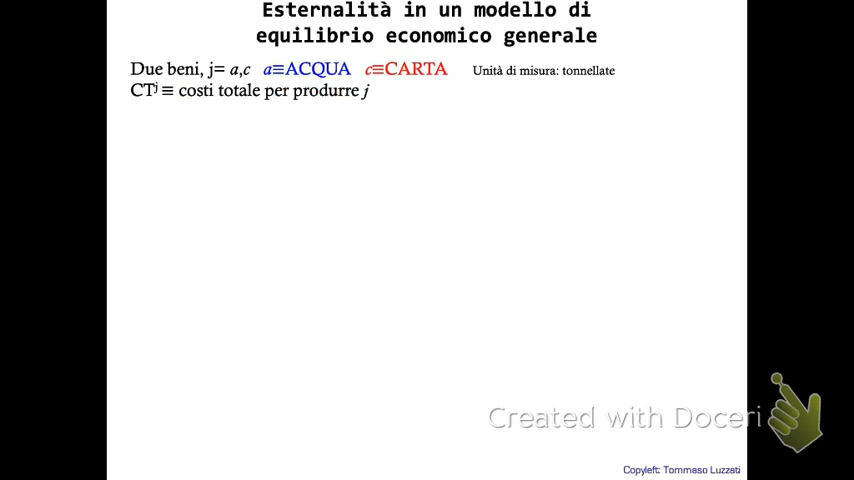 Esternalità in un modello di
equilibrio economico generale
Due beni, j= a,c a≡ACQUA c≡CARTA Unità di misura: tonnellate
CTʲ ≡ costi totale per produrre j
Created with Doceri
Copyleft: Tommaso Luzzati